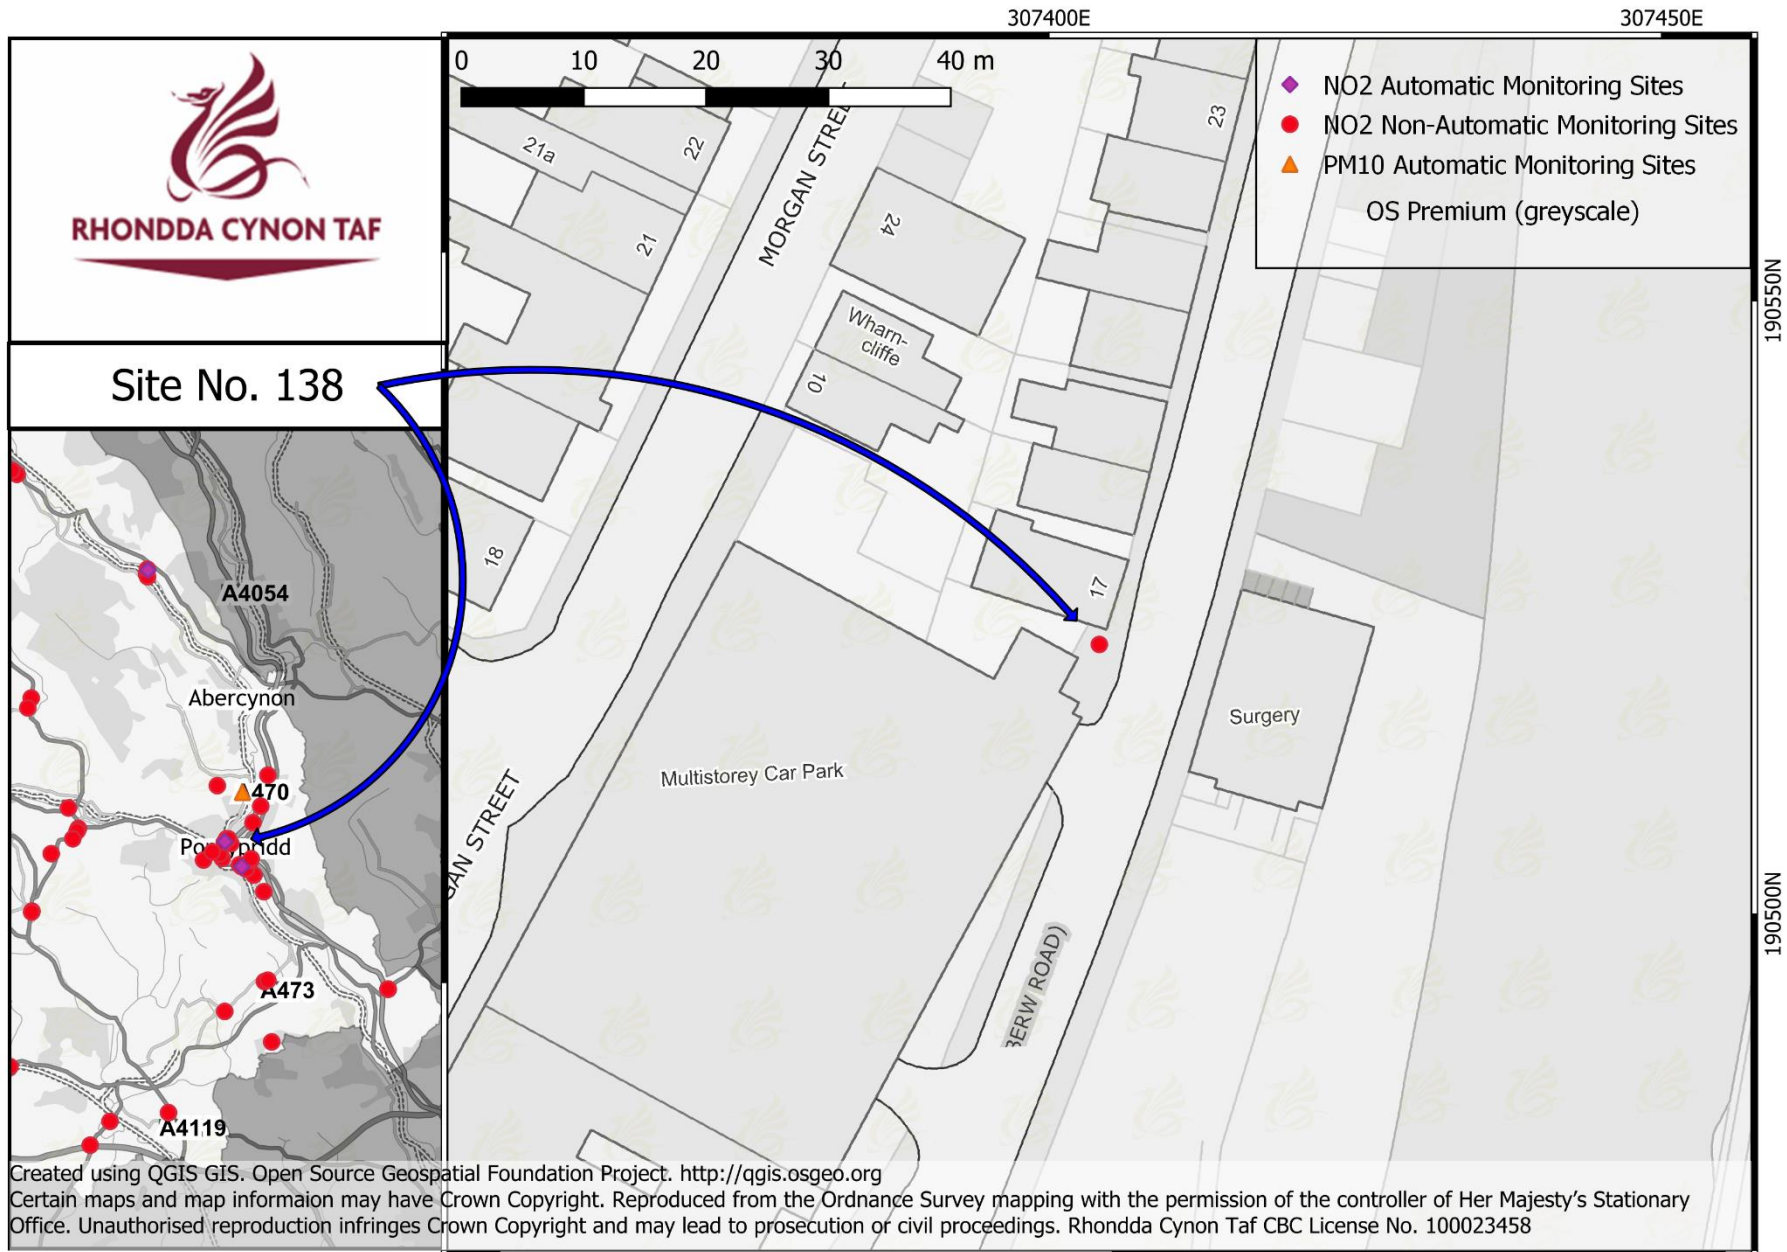 307400E
307450E
RHONDDA CYNON TAF
Site No. 138
0 10 20 30 40 m
NO2 Automatic Monitoring Sites
NO2 Non-Automatic Monitoring Sites
PM10 Automatic Monitoring Sites
OS Premium (greyscale)
190550N
190500N
MORGAN STREET
21a
22
21
23
24
Wharn-
cliffe
10
18
17
Surgery
Multistorey Car Park
GAN STREET
BERW ROAD)
A4054
Abercynon
470
A473
A4119
Created using QGIS GIS. Open Source Geospatial Foundation Project. http://qgis.osgeo.org
Certain maps and map informaion may have Crown Copyright. Reproduced from the Ordnance Survey mapping with the permission of the controller of Her Majesty's Stationary
Office. Unauthorised reproduction infringes Crown Copyright and may lead to prosecution or civil proceedings. Rhondda Cynon Taf CBC License No. 100023458